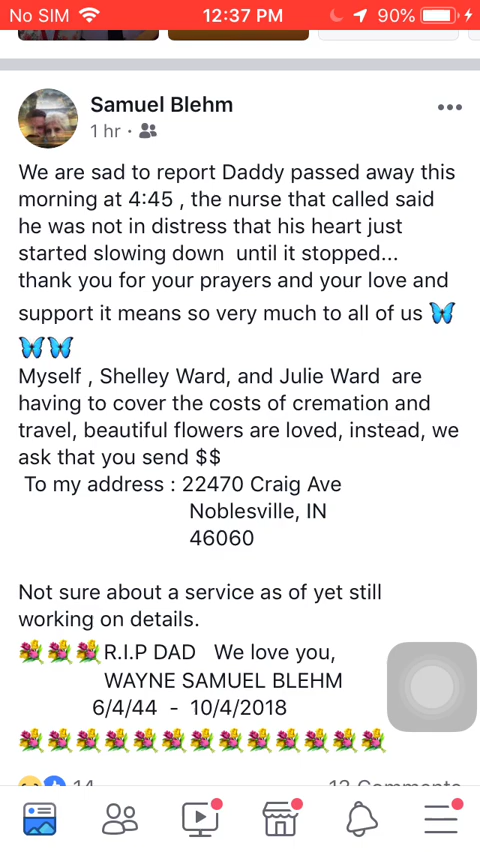 No SIM 12:37 PM 90%
Samuel Blehm
1 hr ·
We are sad to report Daddy passed away this
morning at 4:45 , the nurse that called said
he was not in distress that his heart just
started slowing down  until it stopped...
thank you for your prayers and your love and
support it means so very much to all of us 🦋
🦋🦋
Myself , Shelley Ward, and Julie Ward  are
having to cover the costs of cremation and
travel, beautiful flowers are loved, instead, we
ask that you send $$
To my address : 22470 Craig Ave
Noblesville, IN
46060
Not sure about a service as of yet still
working on details.
💐💐💐R.I.P DAD   We love you,
WAYNE SAMUEL BLEHM
6/4/44  -  10/4/2018
💐💐💐💐💐💐💐💐💐💐💐💐💐
14 12 Comments